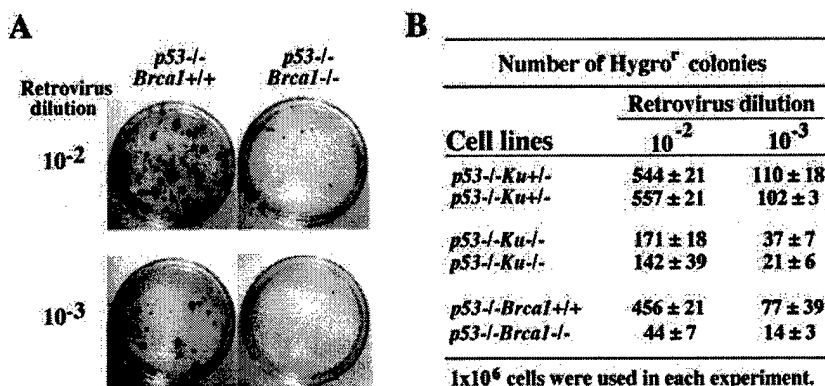 A
p53-/- p53-/-
Brca1+/+ Brca1-/-
Retrovirus
dilution
10-2
10-3
B
Number of Hygroʳ colonies
Retrovirus dilution
Cell lines 10-2 10-3
p53-/-Ku+/- 544 ± 21 110 ± 18
p53-/-Ku+/- 557 ± 21 102 ± 3
p53-/-Ku-/- 171 ± 18 37 ± 7
p53-/-Ku-/- 142 ± 39 21 ± 6
p53-/-Brca1+/+ 456 ± 21 77 ± 39
p53-/-Brca1-/- 44 ± 7 14 ± 3
1x10⁶ cells were used in each experiment.